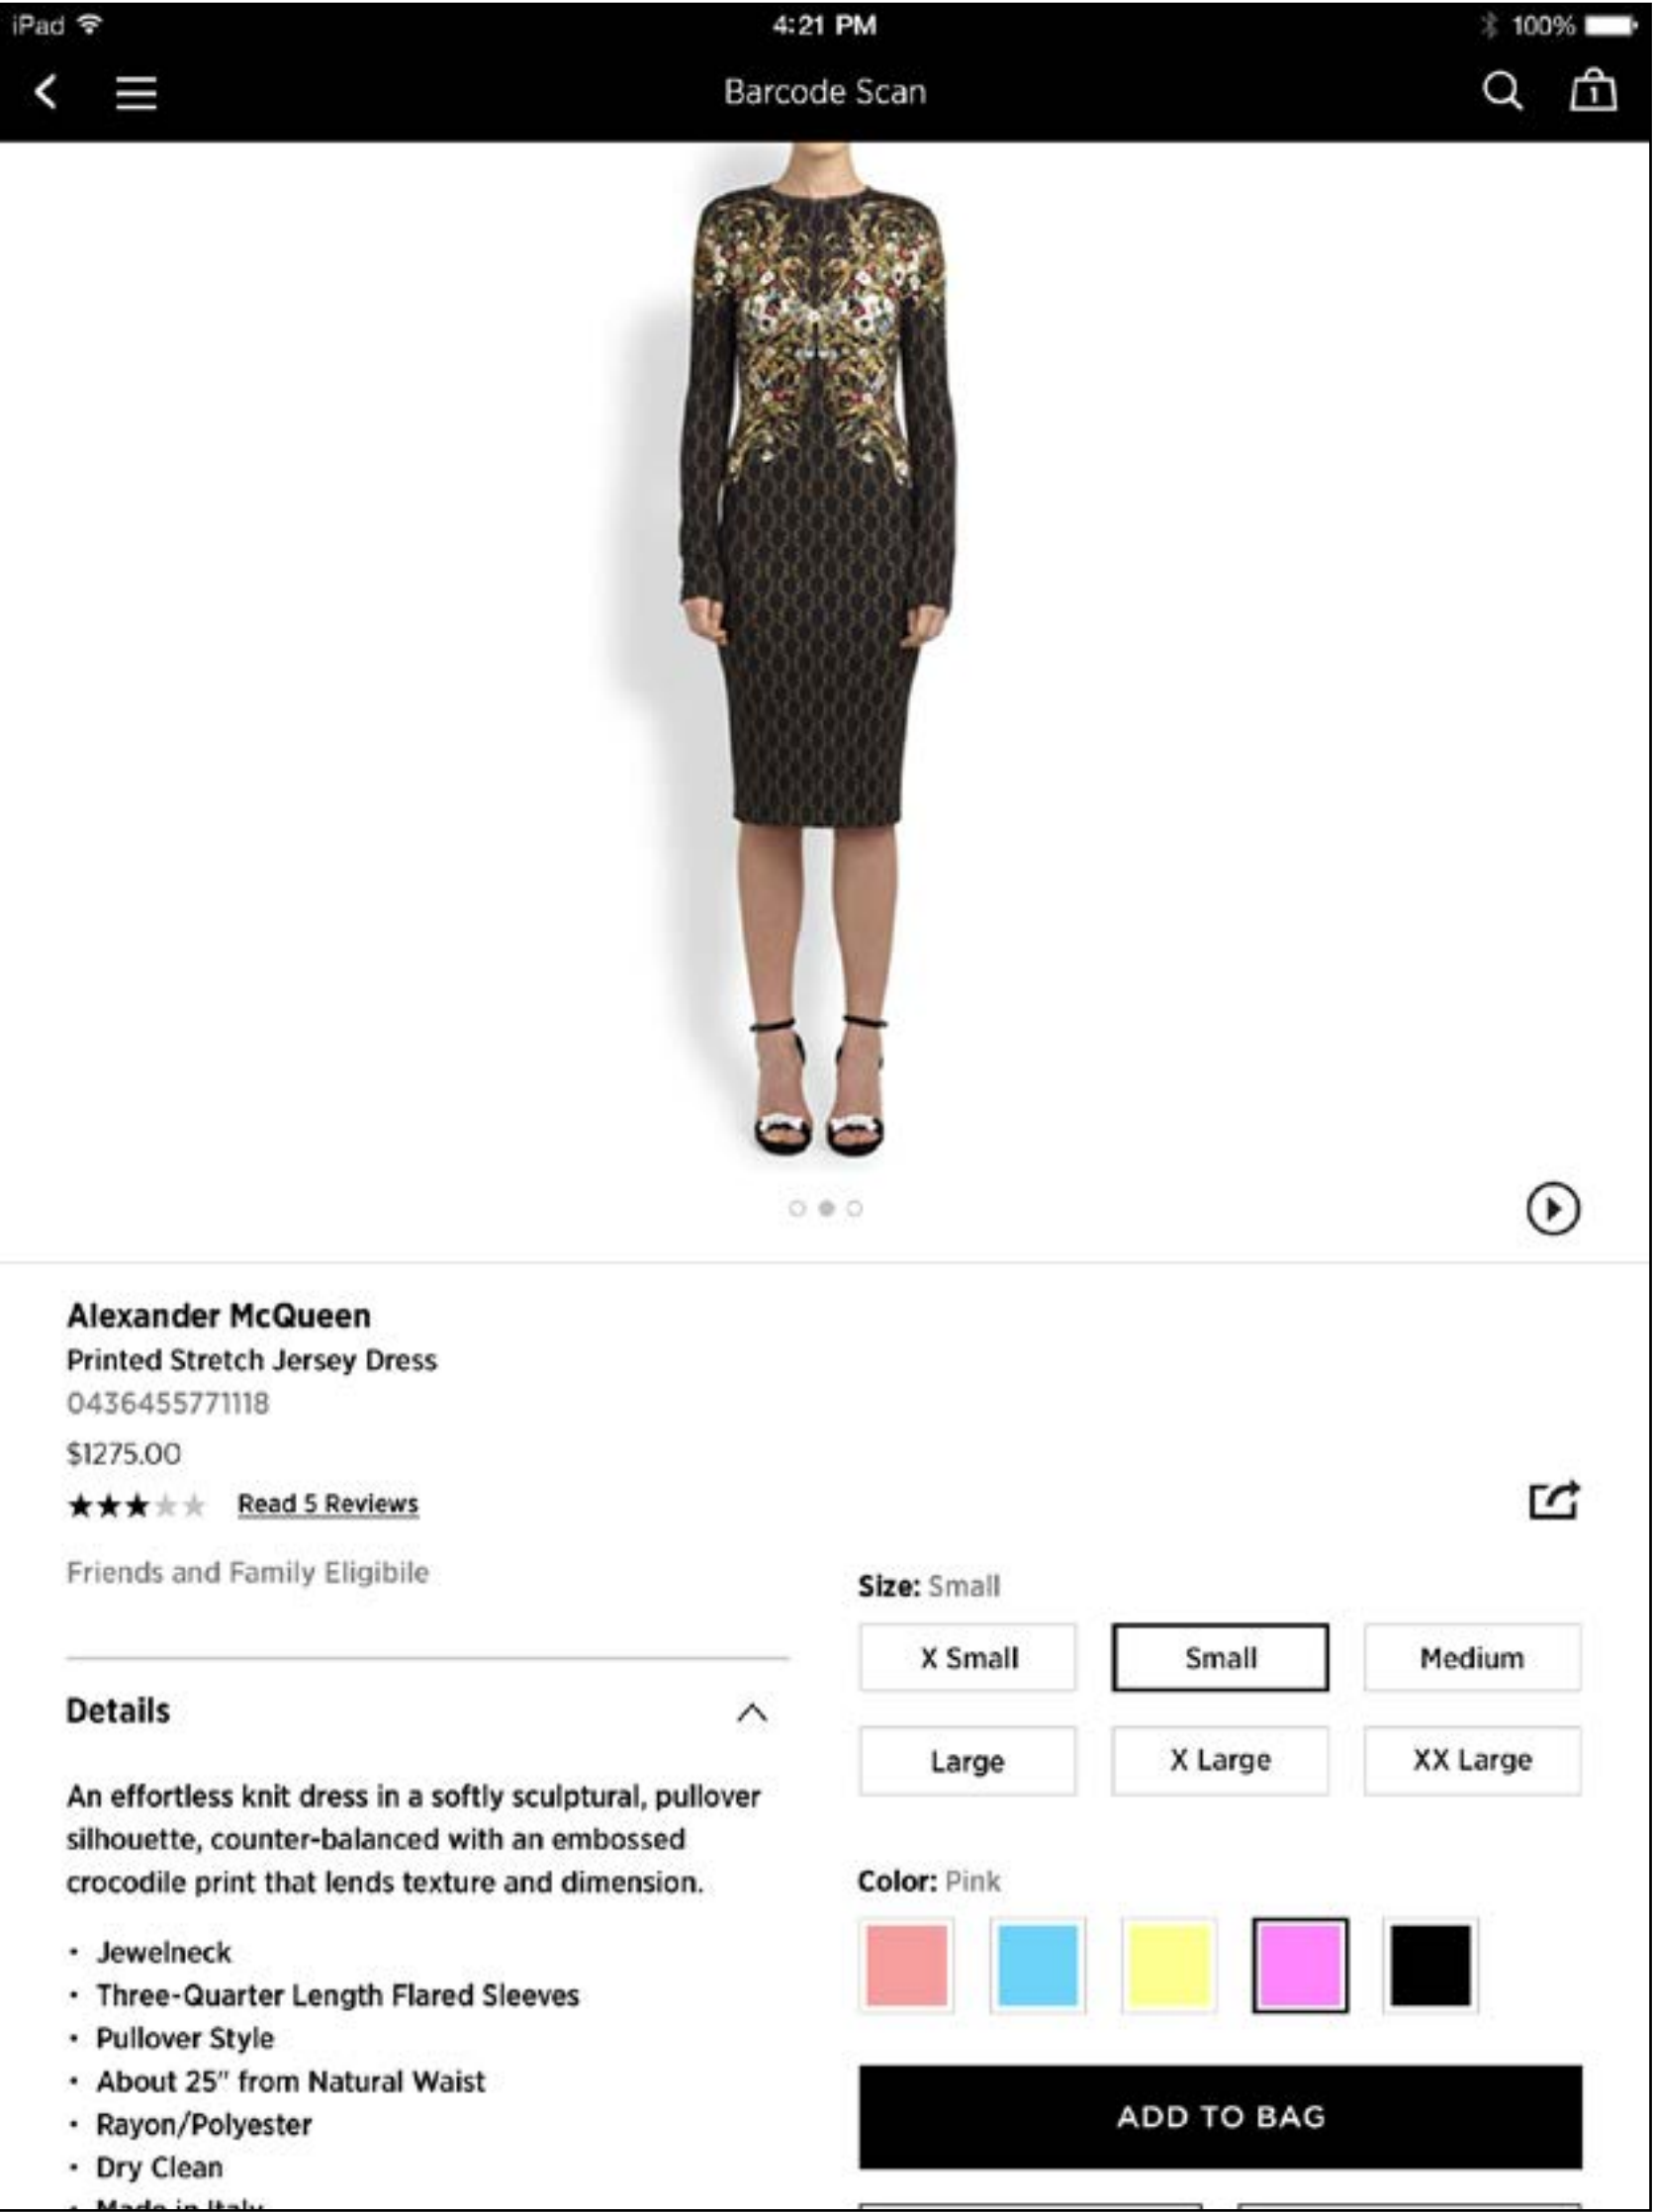 iPad
4:21 PM
100%
Barcode Scan
1
Alexander McQueen
Printed Stretch Jersey Dress
0436455771118
$1275.00
Read 5 Reviews
Friends and Family Eligibile
Size: Small
X Small
Small
Medium
Large
X Large
XX Large
Details
An effortless knit dress in a softly sculptural, pullover
silhouette, counter-balanced with an embossed
crocodile print that lends texture and dimension.
• Jewelneck
• Three-Quarter Length Flared Sleeves
• Pullover Style
• About 25" from Natural Waist
• Rayon/Polyester
• Dry Clean
• Made in Italy
Color: Pink
ADD TO BAG